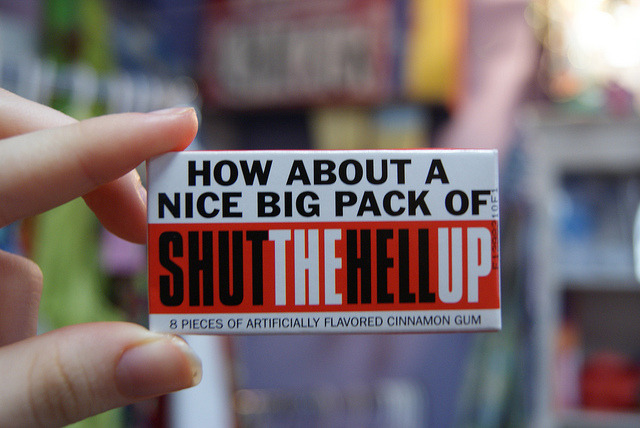 HOW ABOUT A
NICE BIG PACK OF
SHUTTHEHELLUP
8 PIECES OF ARTIFICIALLY FLAVORED CINNAMON GUM